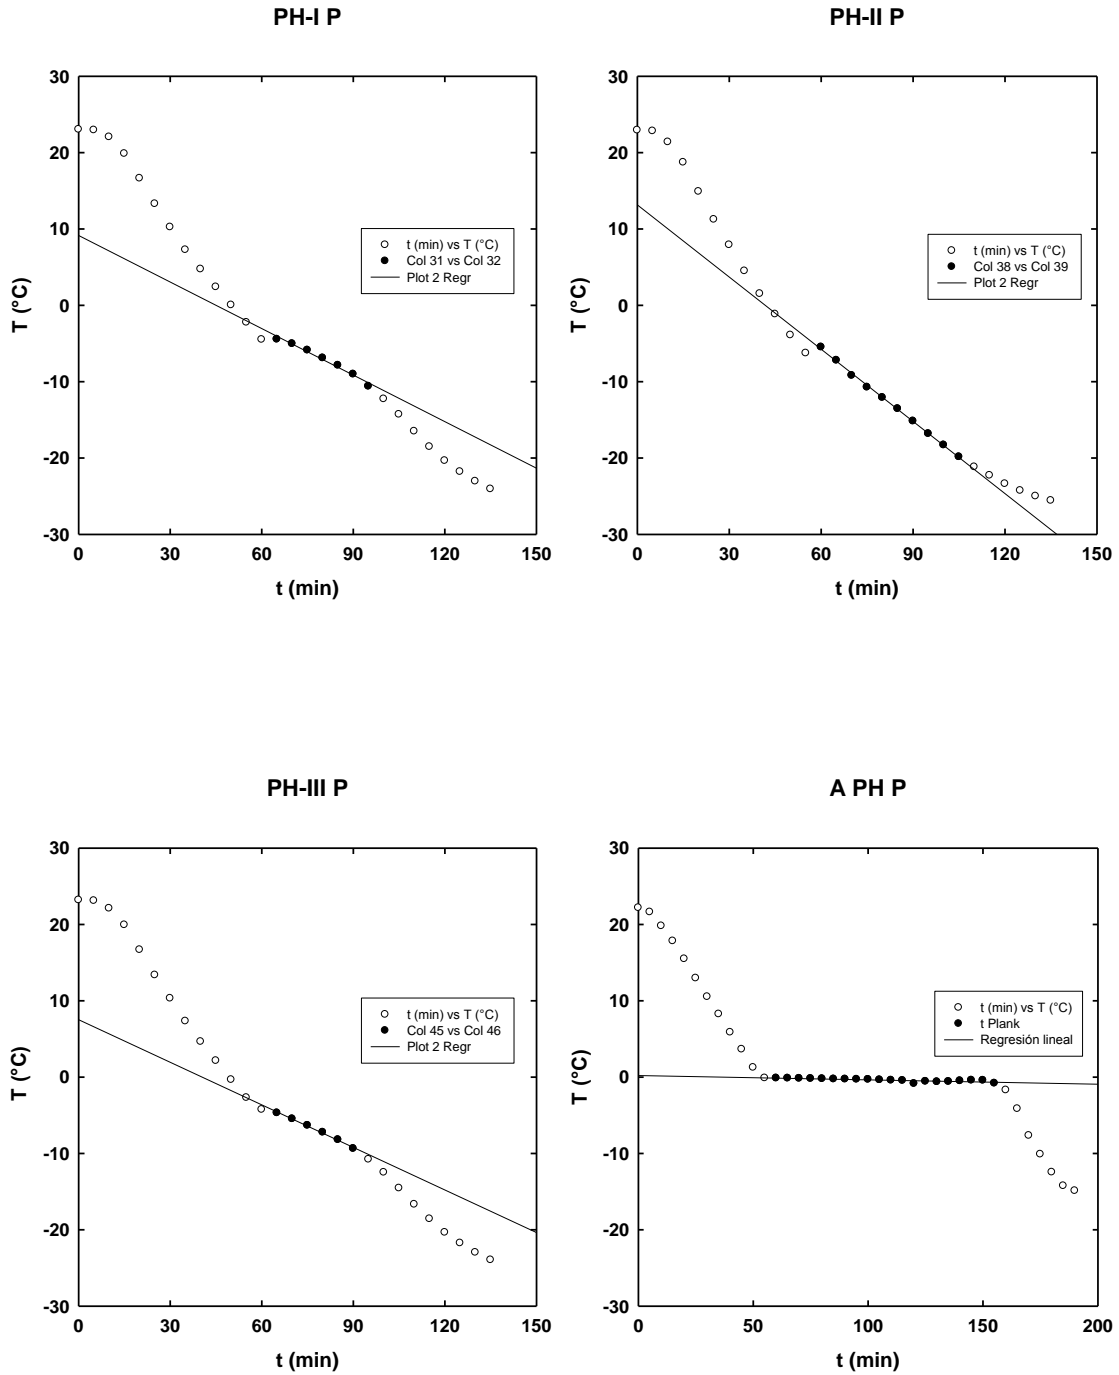 PH-I P
30
20
10
0
-10
-20
-30
T (°C)
t (min) vs T (°C)
Col 31 vs Col 32
Plot 2 Regr
0 30 60 90 120 150
t (min)
PH-II P
30
20
10
0
-10
-20
-30
T (°C)
t (min) vs T (°C)
Col 38 vs Col 39
Plot 2 Regr
0 30 60 90 120 150
t (min)
PH-III P
30
20
10
0
-10
-20
-30
T (°C)
t (min) vs T (°C)
Col 45 vs Col 46
Plot 2 Regr
0 30 60 90 120 150
t (min)
A PH P
30
20
10
0
-10
-20
-30
T (°C)
t (min) vs T (°C)
t Plank
Regresión lineal
0 50 100 150 200
t (min)